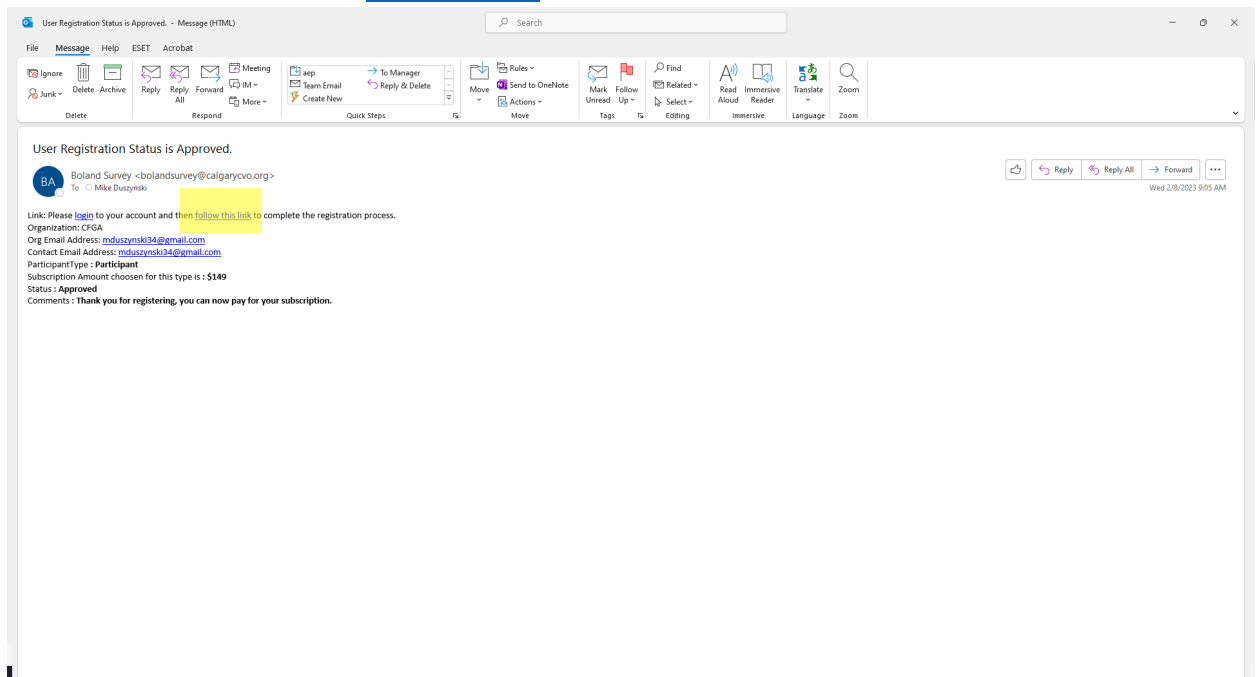 User Registration Status is Approved. - Message (HTML)
Search
File Message Help ESET Acrobat
Ignore
Junk
Delete
Archive
Reply
Reply All
Forward
Meeting
IM
More
aep
Team Email
Create New
To Manager
Reply & Delete
Move
Rules
Send to OneNote
Actions
Mark Unread
Follow Up
Find
Related
Select
Read Aloud
Immersive Reader
Translate
Zoom
Delete Respond Quick Steps Move Tags Editing Immersive Language Zoom
User Registration Status is Approved.
BA
Boland Survey <bolandsurvey@calgarycvo.org>
To Mike Duszynski
Reply Reply All Forward
Wed 2/8/2023 9:05 AM
Link: Please login to your account and then follow this link to complete the registration process.
Organization: CFGA
Org Email Address: mduszynski34@gmail.com
Contact Email Address: mduszynski34@gmail.com
ParticipantType : Participant
Subscription Amount choosen for this type is : $149
Status : Approved
Comments : Thank you for registering, you can now pay for your subscription.